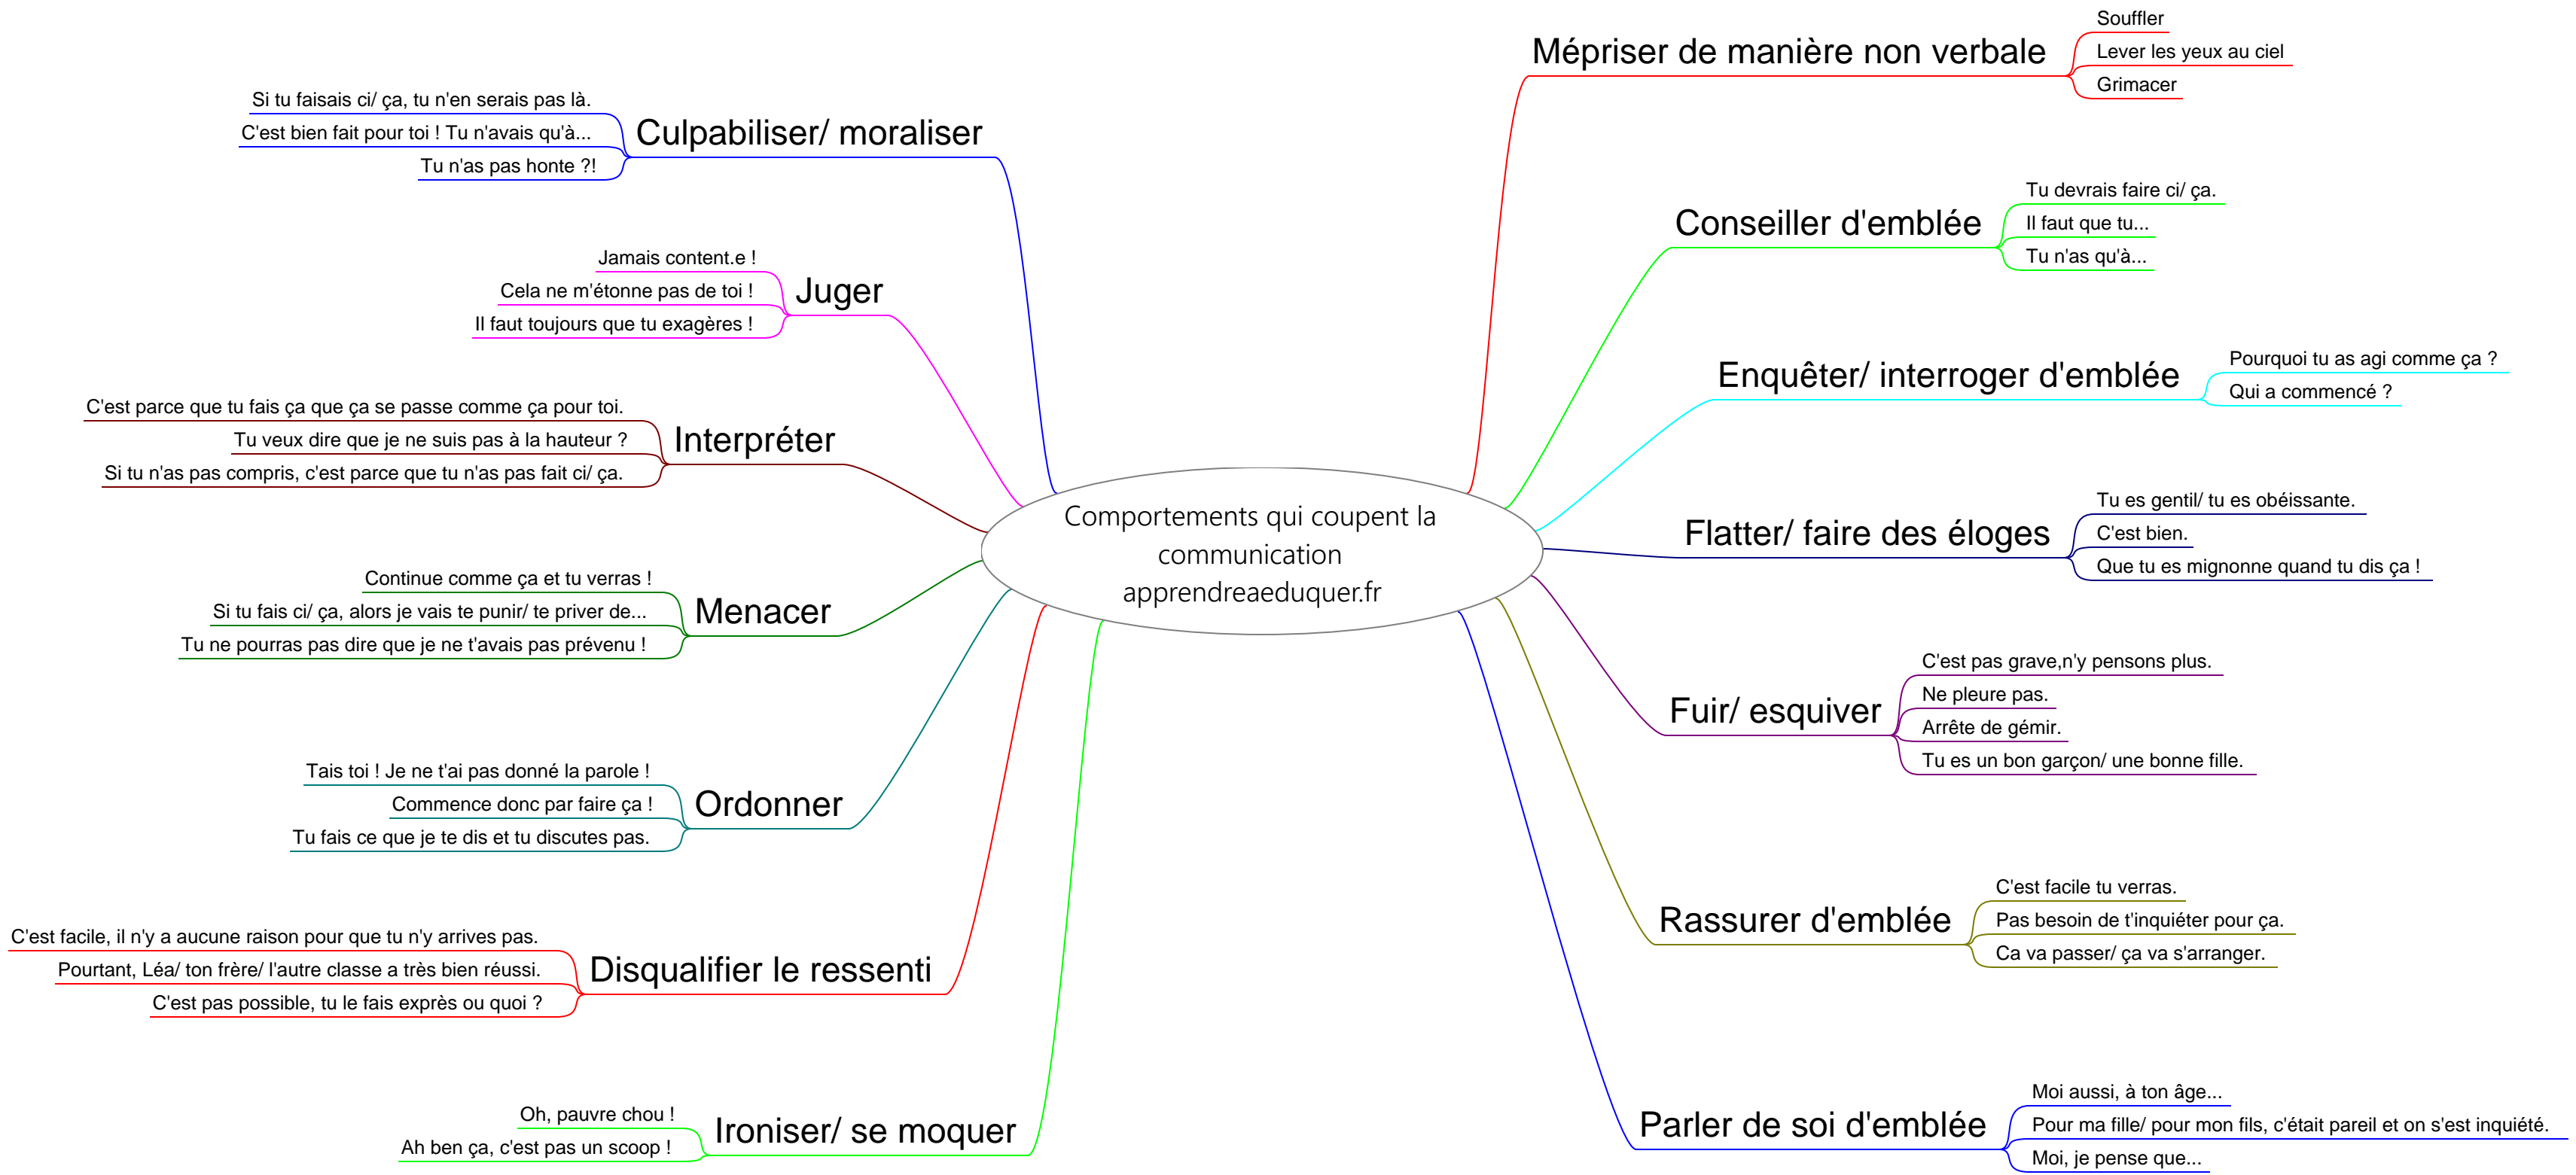 Comportements qui coupent la
communication
apprendreaeduquer.fr
Mépriser de manière non verbale
Souffler
Lever les yeux au ciel
Grimacer
Conseiller d'emblée
Tu devrais faire ci/ ça.
Il faut que tu...
Tu n'as qu'à...
Enquêter/ interroger d'emblée
Pourquoi tu as agi comme ça ?
Qui a commencé ?
Flatter/ faire des éloges
Tu es gentil/ tu es obéissante.
C'est bien.
Que tu es mignonne quand tu dis ça !
Fuir/ esquiver
C'est pas grave,n'y pensons plus.
Ne pleure pas.
Arrête de gémir.
Tu es un bon garçon/ une bonne fille.
Rassurer d'emblée
C'est facile tu verras.
Pas besoin de t'inquiéter pour ça.
Ca va passer/ ça va s'arranger.
Parler de soi d'emblée
Moi aussi, à ton âge...
Pour ma fille/ pour mon fils, c'était pareil et on s'est inquiété.
Moi, je pense que...
Culpabiliser/ moraliser
Si tu faisais ci/ ça, tu n'en serais pas là.
C'est bien fait pour toi ! Tu n'avais qu'à...
Tu n'as pas honte ?!
Juger
Jamais content.e !
Cela ne m'étonne pas de toi !
Il faut toujours que tu exagères !
Interpréter
C'est parce que tu fais ça que ça se passe comme ça pour toi.
Tu veux dire que je ne suis pas à la hauteur ?
Si tu n'as pas compris, c'est parce que tu n'as pas fait ci/ ça.
Menacer
Continue comme ça et tu verras !
Si tu fais ci/ ça, alors je vais te punir/ te priver de...
Tu ne pourras pas dire que je ne t'avais pas prévenu !
Ordonner
Tais toi ! Je ne t'ai pas donné la parole !
Commence donc par faire ça !
Tu fais ce que je te dis et tu discutes pas.
Disqualifier le ressenti
C'est facile, il n'y a aucune raison pour que tu n'y arrives pas.
Pourtant, Léa/ ton frère/ l'autre classe a très bien réussi.
C'est pas possible, tu le fais exprès ou quoi ?
Ironiser/ se moquer
Oh, pauvre chou !
Ah ben ça, c'est pas un scoop !